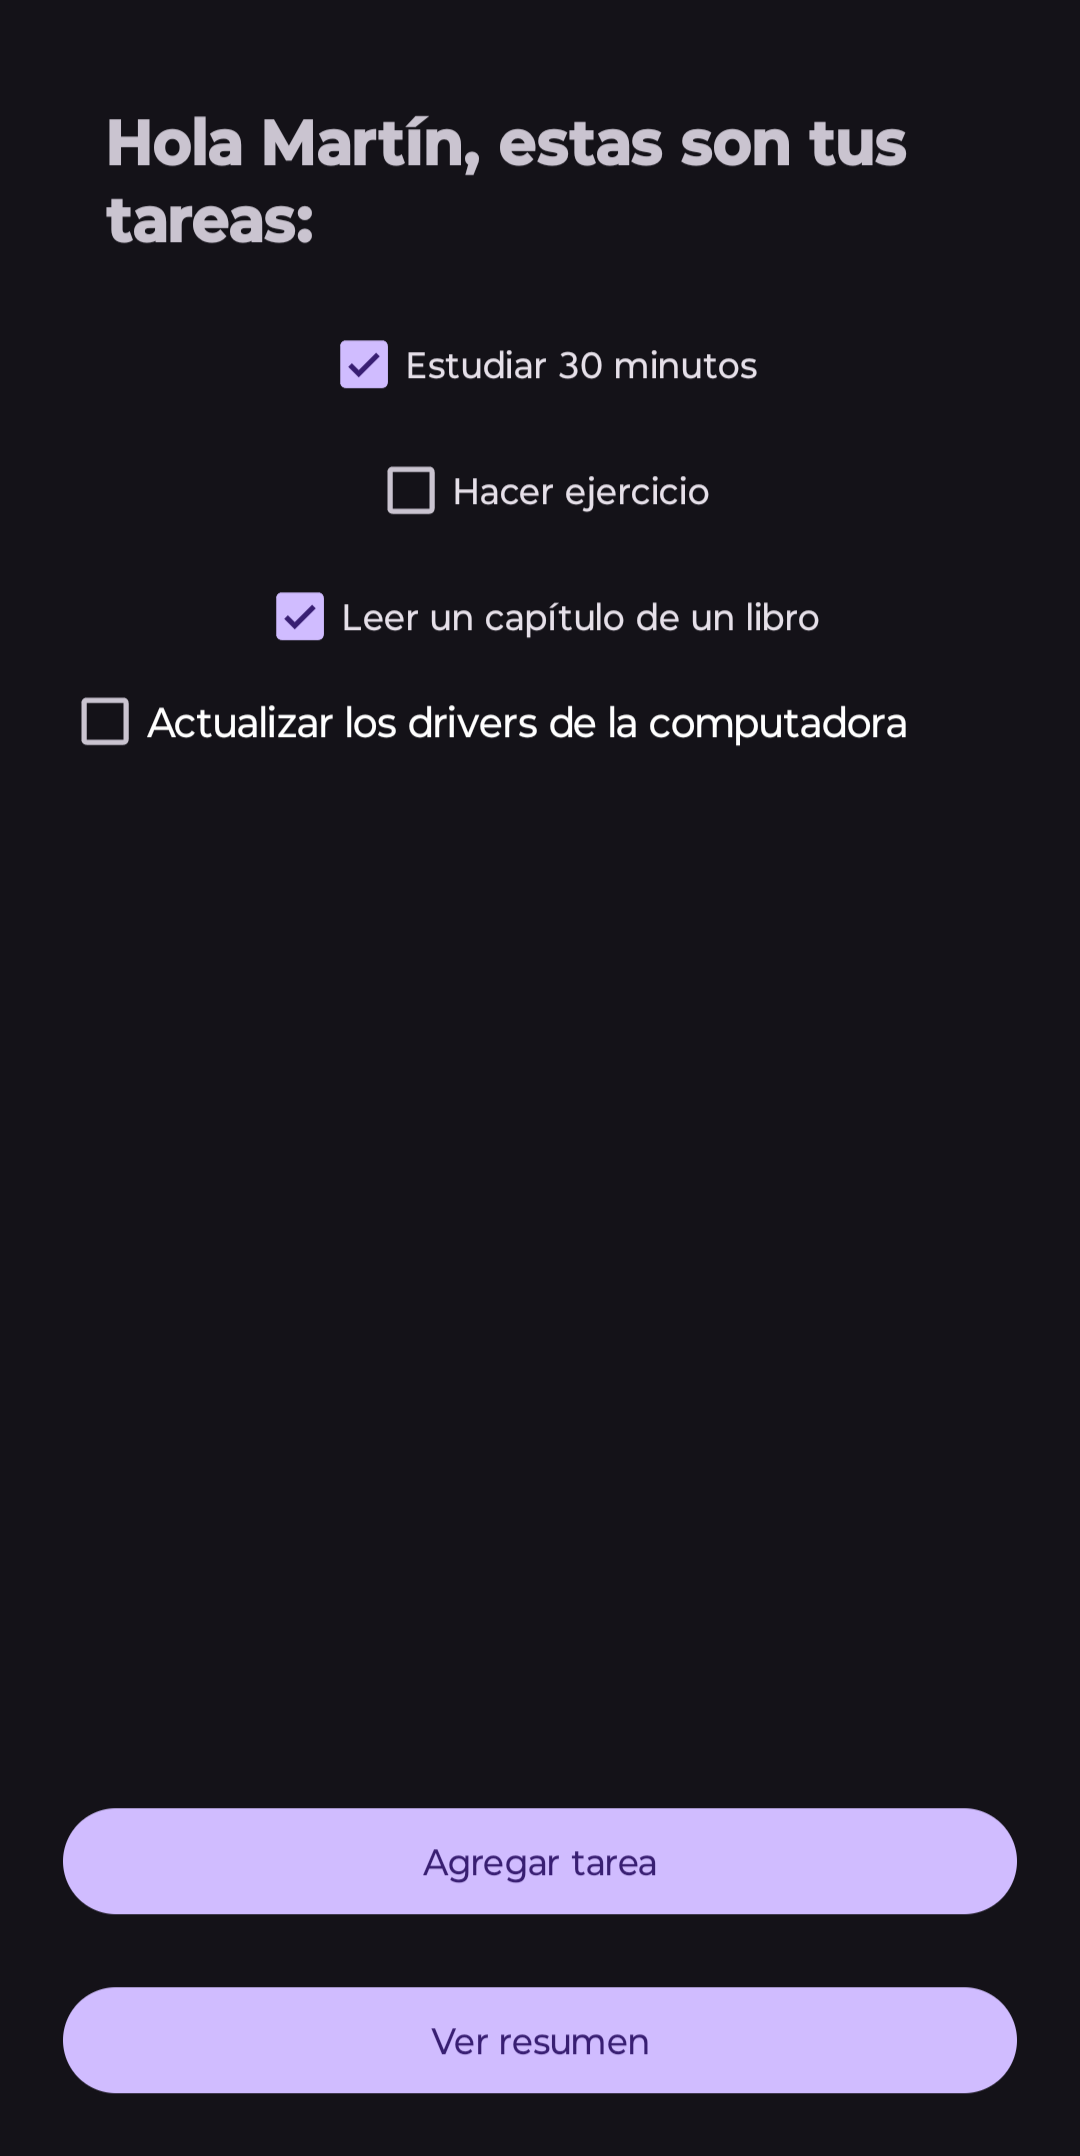 Hola Martín, estas son tus
tareas:
Estudiar 30 minutos
Hacer ejercicio
Leer un capítulo de un libro
Actualizar los drivers de la computadora
Agregar tarea
Ver resumen